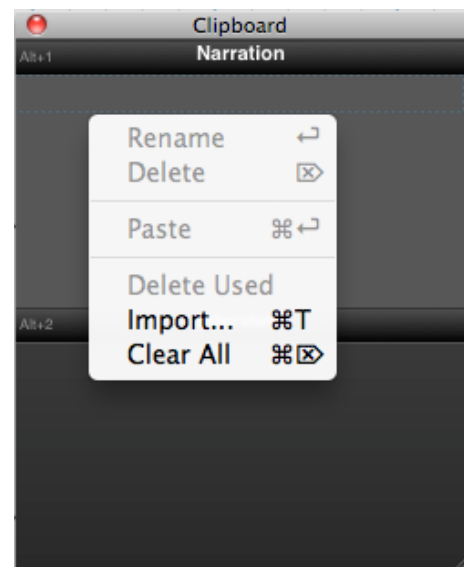 Clipboard
Alt+1 Narration
Rename ↩
Delete ⌦
Paste ⌘↩
Delete Used
Import... ⌘T
Alt+2
Clear All ⌘⌦